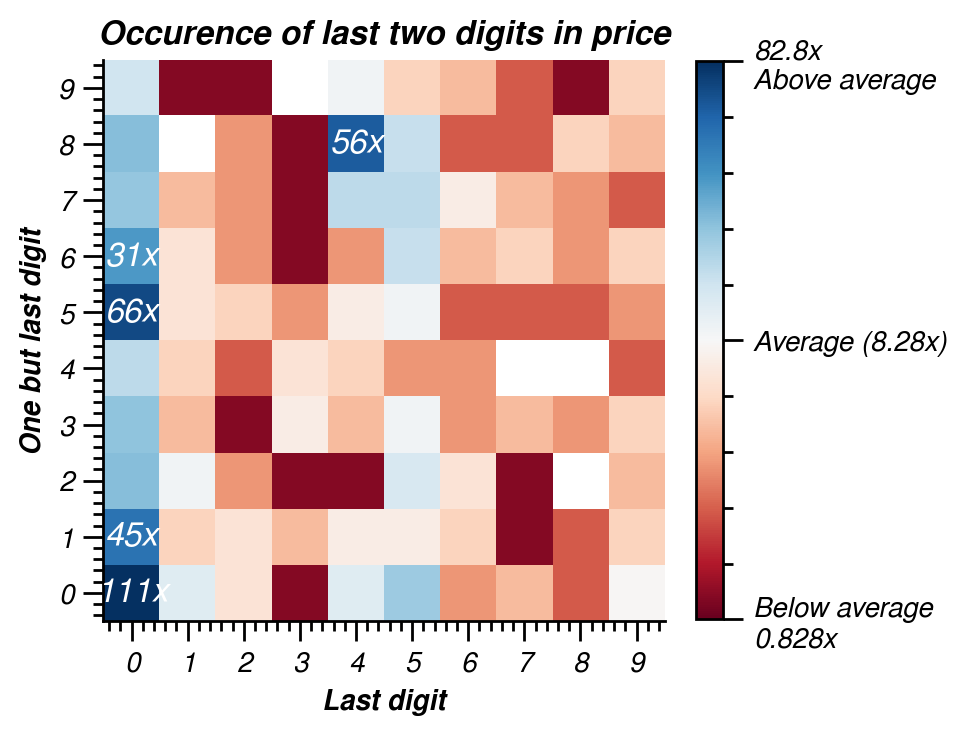 Occurence of last two digits in price
82.8x
Above average
9
8
56x
7
6
31x
5
66x
Average (8.28x)
4
3
2
1
45x
0
111x
Below average
0.828x
0 1 2 3 4 5 6 7 8 9
Last digit
One but last digit